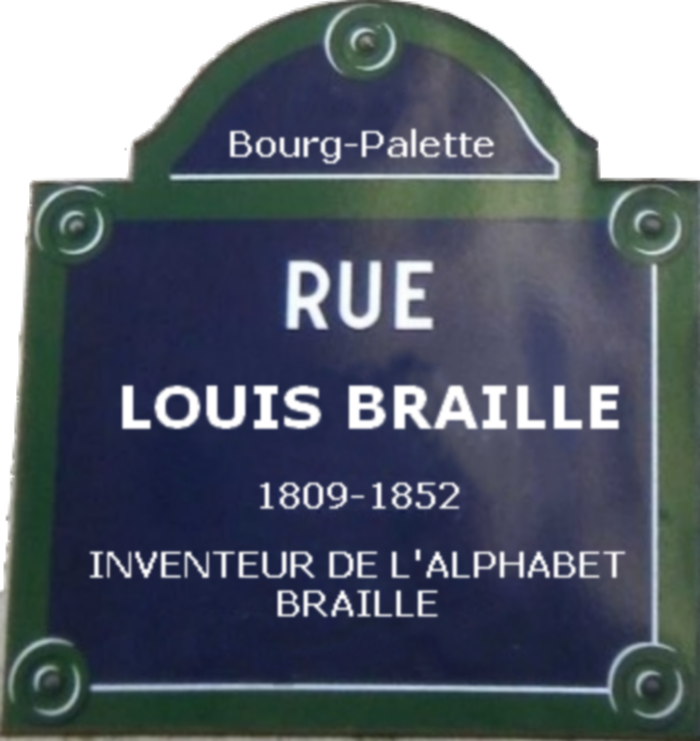 Bourg-Palette
RUE
LOUIS BRAILLE
1809-1852
INVENTEUR DE L'ALPHABET
BRAILLE